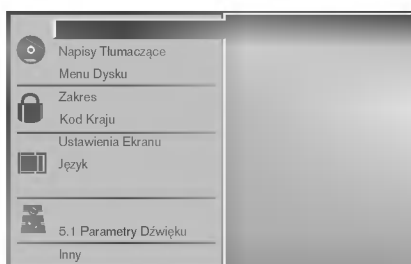 Napisy Tłumaczące
Menu Dysku
Zakres
Kod Kraju
Ustawienia Ekranu
Język
5.1 Parametry Dźwięku
Inny